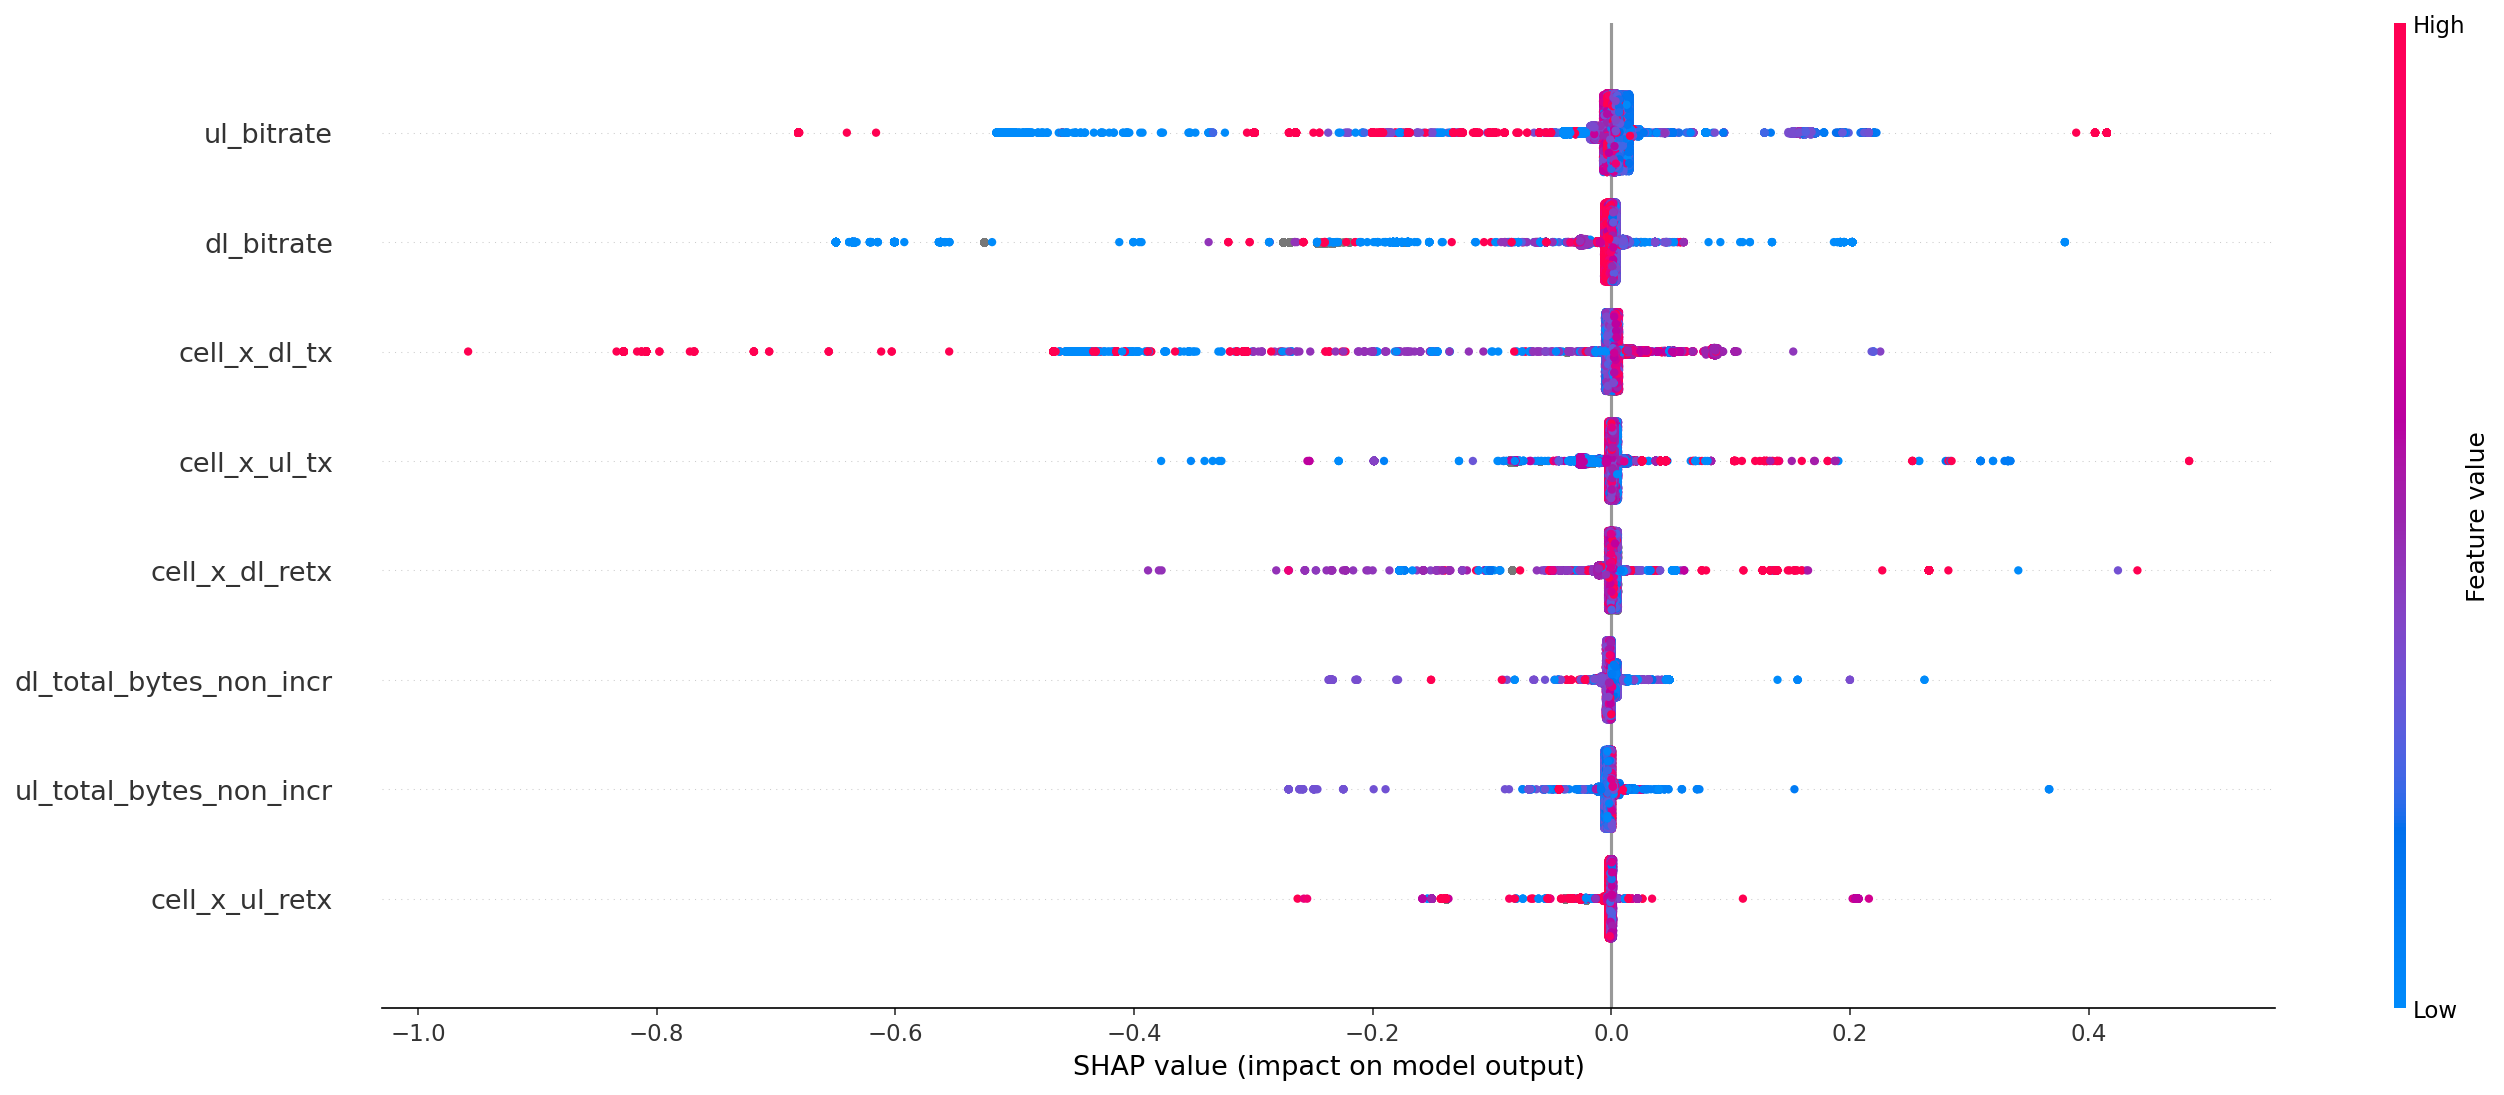 High
ul_bitrate
dl_bitrate
cell_x_dl_tx
cell_x_ul_tx
cell_x_dl_retx
dl_total_bytes_non_incr
ul_total_bytes_non_incr
cell_x_ul_retx
Feature value
Low
−1.0 −0.8 −0.6 −0.4 −0.2 0.0 0.2 0.4
SHAP value (impact on model output)